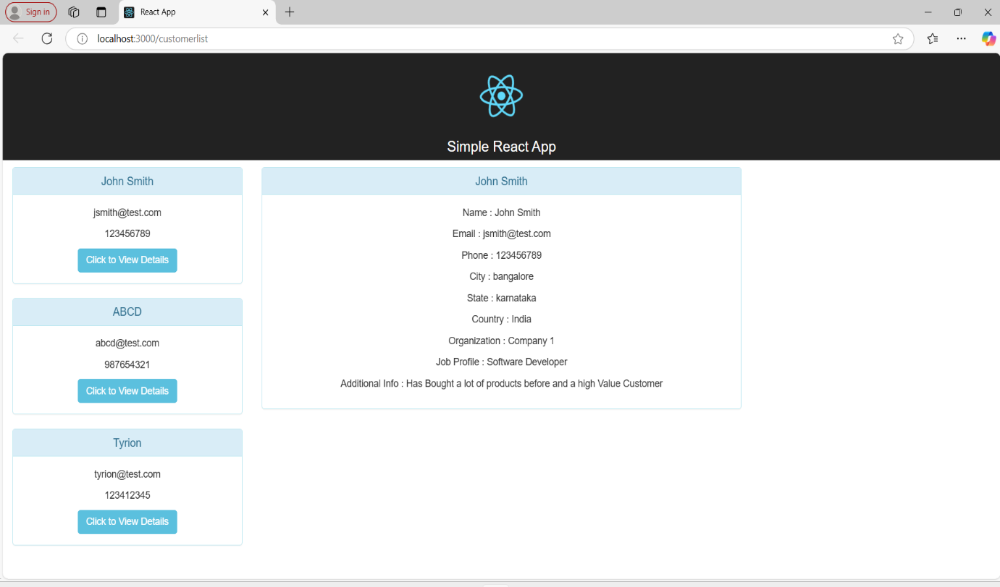 Sign in
React App
localhost:3000/customerlist
Simple React App
John Smith
jsmith@test.com
123456789
Click to View Details
ABCD
abcd@test.com
987654321
Click to View Details
Tyrion
tyrion@test.com
123412345
Click to View Details
John Smith
Name : John Smith
Email : jsmith@test.com
Phone : 123456789
City : bangalore
State : karnataka
Country : India
Organization : Company 1
Job Profile : Software Developer
Additional Info : Has Bought a lot of products before and a high Value Customer